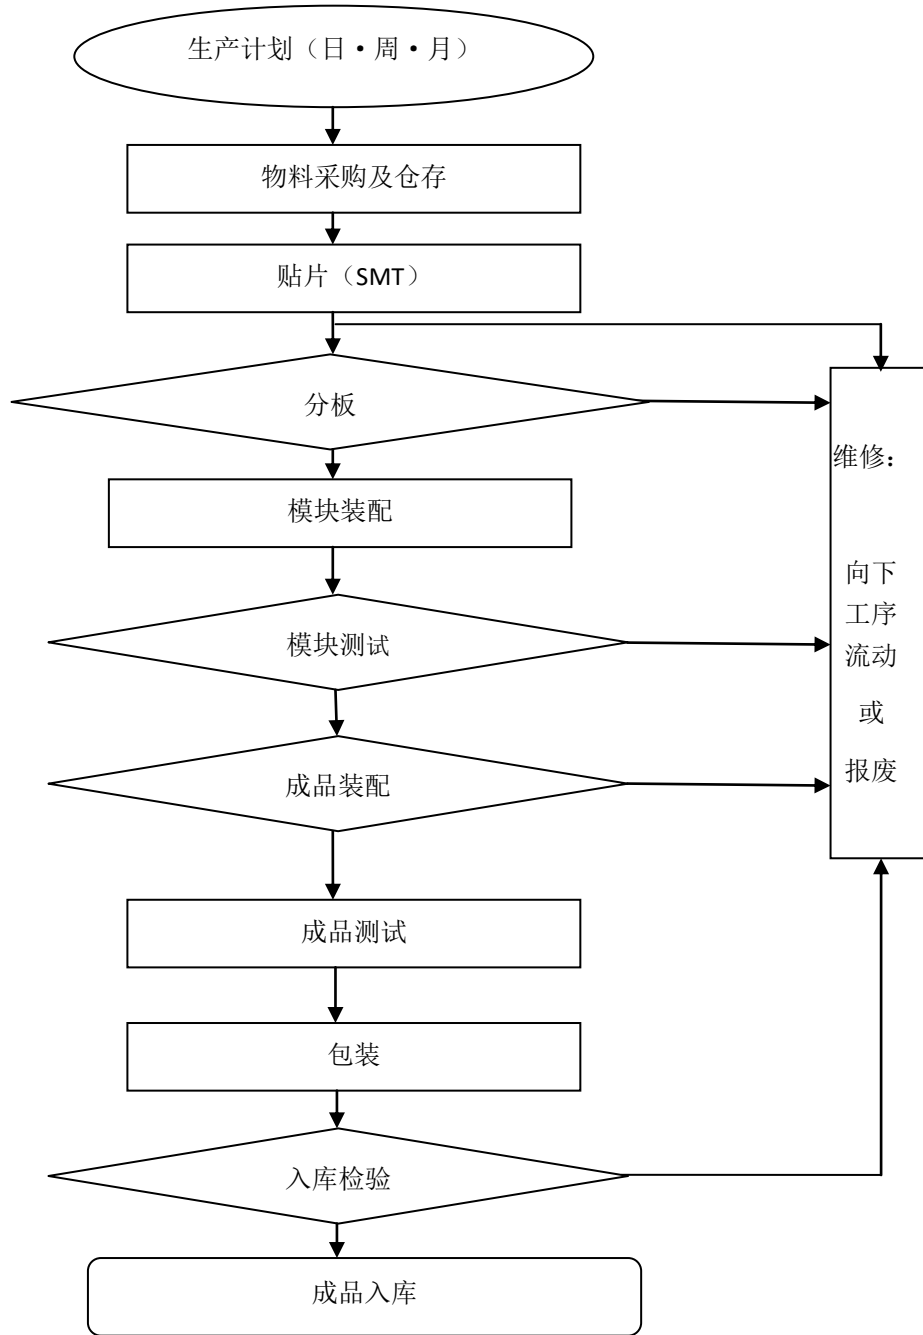 生产计划（日·周·月）
物料采购及仓存
贴片（SMT）
分板
维修：
模块装配
向下
工序
流动
或
报废
模块测试
成品装配
成品测试
包装
入库检验
成品入库